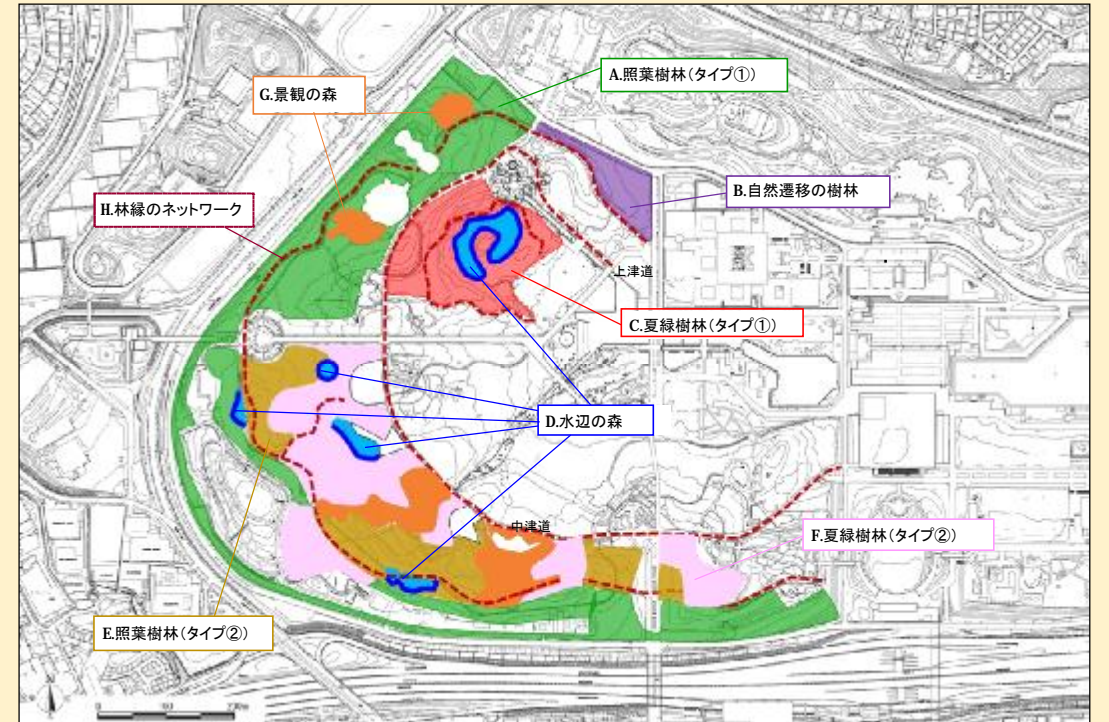 A.照葉樹林(タイプ①)
G.景観の森
B.自然遷移の樹林
H.林縁のネットワーク
上津道
C.夏緑樹林(タイプ①)
D.水辺の森
中津道
F.夏緑樹林(タイプ②)
E.照葉樹林(タイプ②)